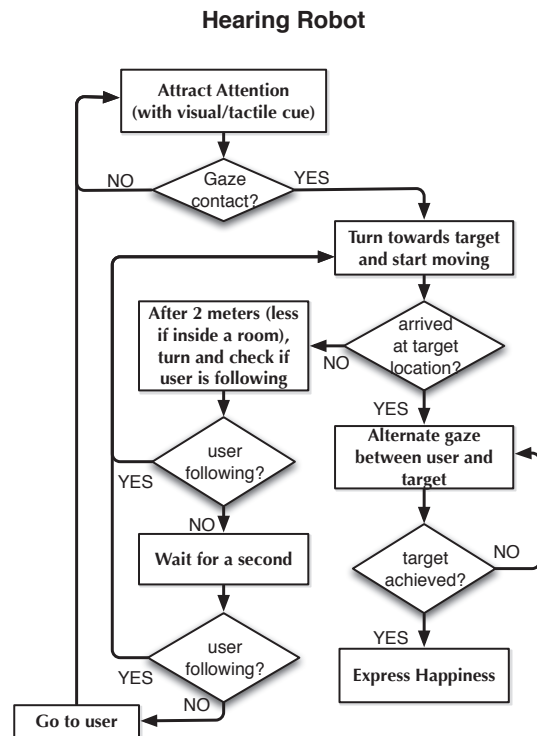 Hearing Robot
Attract Attention
(with visual/tactile cue)
Gaze
contact?
NO
YES
Turn towards target
and start moving
After 2 meters (less
if inside a room),
turn and check if
user is following
arrived
at target
location?
NO
YES
Alternate gaze
between user and
target
user
following?
YES
NO
Wait for a second
target
achieved?
NO
YES
user
following?
YES
NO
Express Happiness
Go to user